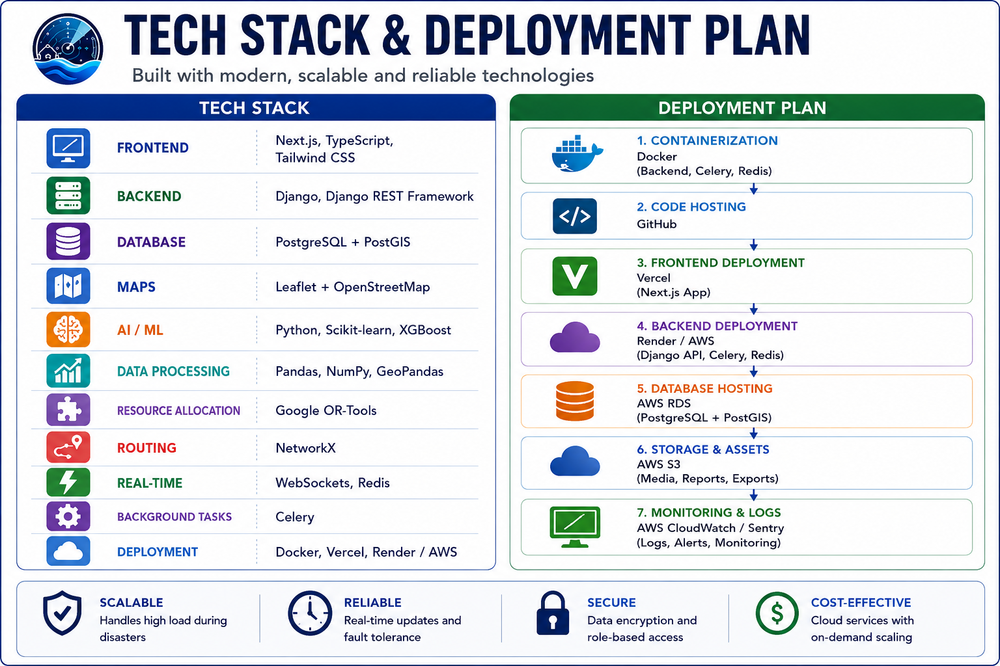 TECH STACK & DEPLOYMENT PLAN
Built with modern, scalable and reliable technologies
TECH STACK
FRONTEND
Next.js, TypeScript,
Tailwind CSS
BACKEND
Django, Django REST Framework
DATABASE
PostgreSQL + PostGIS
MAPS
Leaflet + OpenStreetMap
AI / ML
Python, Scikit-learn, XGBoost
DATA PROCESSING
Pandas, NumPy, GeoPandas
RESOURCE ALLOCATION
Google OR-Tools
ROUTING
NetworkX
REAL-TIME
WebSockets, Redis
BACKGROUND TASKS
Celery
DEPLOYMENT
Docker, Vercel, Render / AWS
DEPLOYMENT PLAN
1. CONTAINERIZATION
Docker
(Backend, Celery, Redis)
</>
2. CODE HOSTING
GitHub
V
3. FRONTEND DEPLOYMENT
Vercel
(Next.js App)
4. BACKEND DEPLOYMENT
Render / AWS
(Django API, Celery, Redis)
5. DATABASE HOSTING
AWS RDS
(PostgreSQL + PostGIS)
6. STORAGE & ASSETS
AWS S3
(Media, Reports, Exports)
7. MONITORING & LOGS
AWS CloudWatch / Sentry
(Logs, Alerts, Monitoring)
SCALABLE
Handles high load during
disasters
RELIABLE
Real-time updates and
fault tolerance
SECURE
Data encryption and
role-based access
$
COST-EFFECTIVE
Cloud services with
on-demand scaling